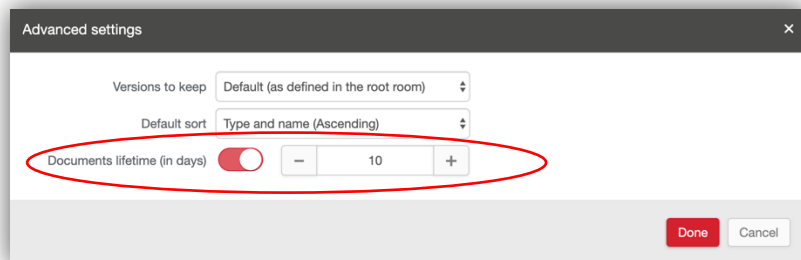 Advanced settings ×
Versions to keep Default (as defined in the root room)
Default sort Type and name (Ascending)
Documents lifetime (in days) − 10 +
Done Cancel